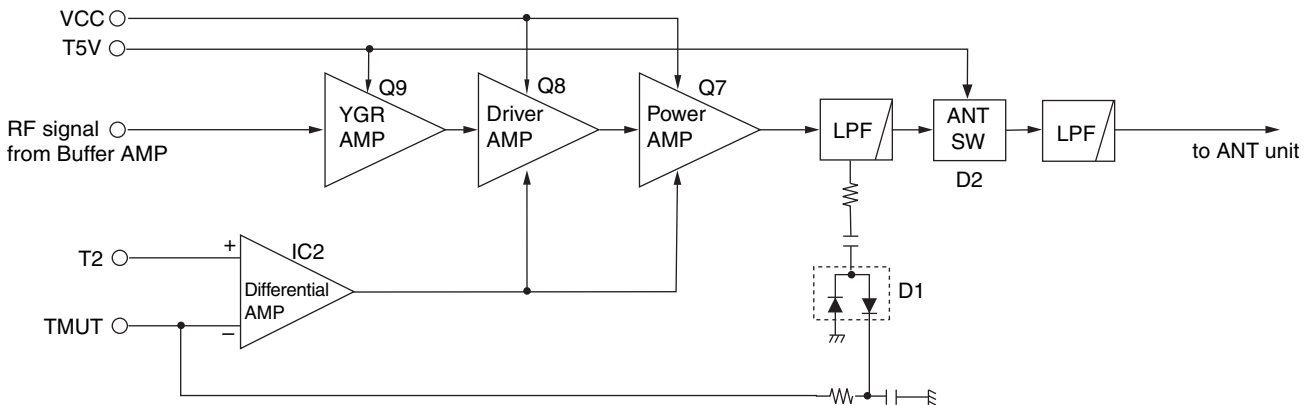 VCC
T5V
Q9
Q8
Q7
YGR
AMP
Driver
AMP
Power
AMP
RF signal
from Buffer AMP
LPF
ANT
SW
LPF
to ANT unit
D2
T2
+
IC2
Differential
AMP
D1
TMUT
–